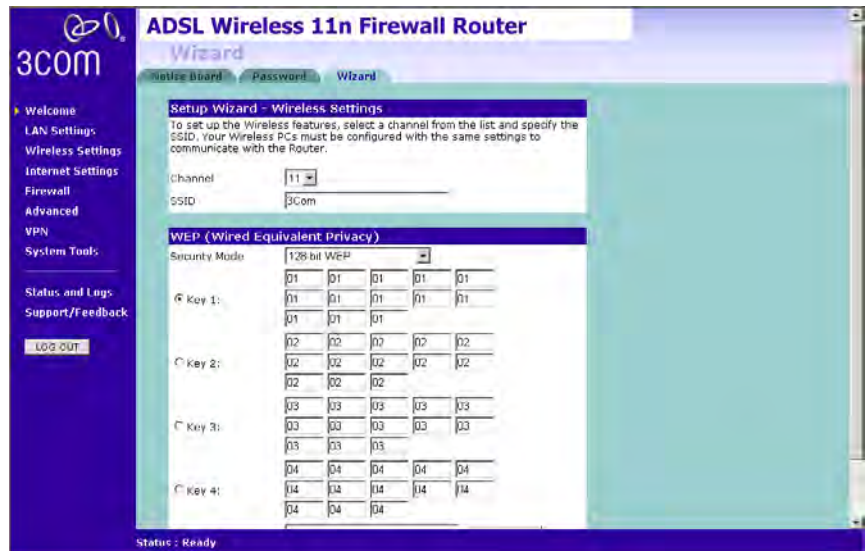 3COM
ADSL Wireless 11n Firewall Router
Wizard
Notice Board
Password
Wizard
Welcome
LAN Settings
Wireless Settings
Internet Settings
Firewall
Advanced
VPN
System Tools
Status and Logs
Support/Feedback
LOG OUT
Setup Wizard - Wireless Settings
To set up the Wireless features, select a channel from the list and specify the
SSID. Your Wireless PCs must be configured with the same settings to
communicate with the Router.
Channel 11
SSID 3Com
WEP (Wired Equivalent Privacy)
Security Mode 128 bit WEP
01 01 01 01 01
Key 1: 01 01 01 01 01
01 01 01
02 02 02 02 02
Key 2: 02 02 02 02 02
02 02 02
03 03 03 03 03
Key 3: 03 03 03 03 03
03 03 03
04 04 04 04 04
Key 4: 04 04 04 04 04
04 04 04
Status : Ready